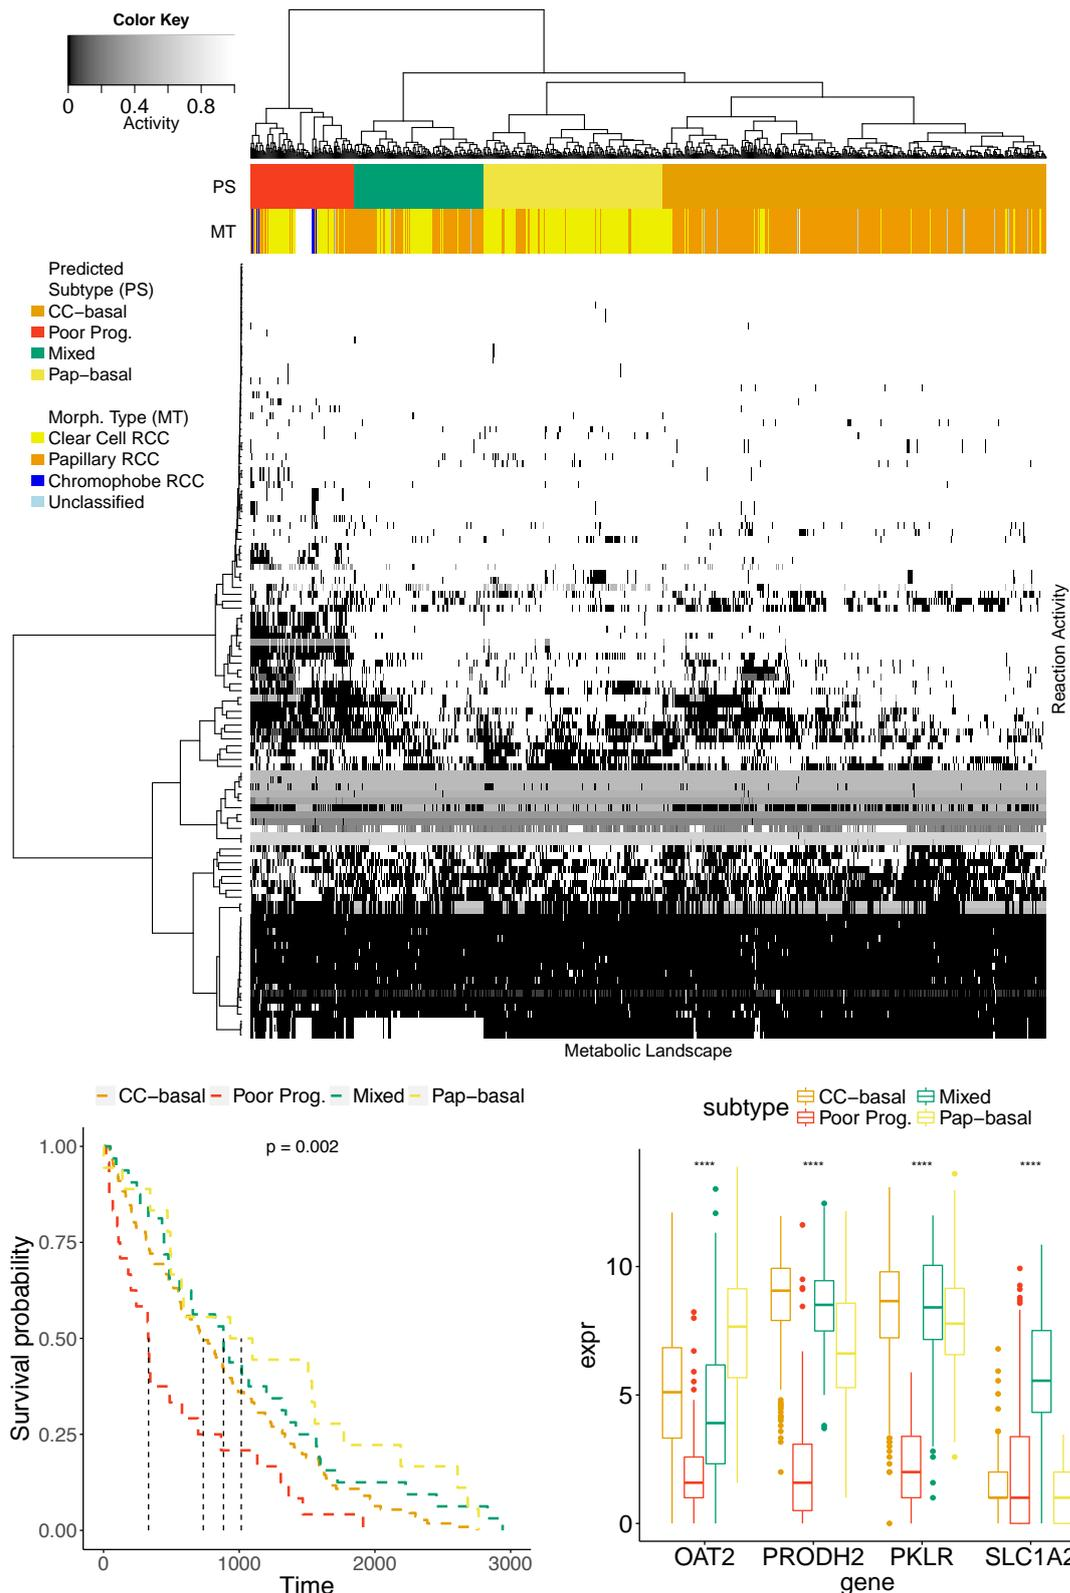 Color Key
0 0.4 0.8
Activity
PS
MT
Predicted
Subtype (PS)
CC−basal
Poor Prog.
Mixed
Pap−basal
Morph. Type (MT)
Clear Cell RCC
Papillary RCC
Chromophobe RCC
Unclassified
Reaction Activity
Metabolic Landscape
CC−basal Poor Prog. Mixed Pap−basal
p = 0.002
1.00
0.75
0.50
0.25
0.00
Survival probability
0 1000 2000 3000
Time
subtype
CC−basal Mixed
Poor Prog. Pap−basal
**** **** **** ****
10
5
0
expr
OAT2 PRODH2 PKLR SLC1A2
gene